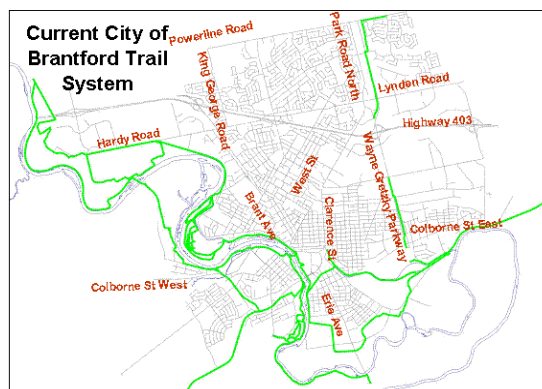 Current City of
Brantford Trail
System
Powerline Road
King George Road
Park Road North
Lynden Road
Highway 403
Hardy Road
West St
Wayne Gretzky Parkway
Brant Ave
Clarence St
Colborne St East
Colborne St West
Erie Ave